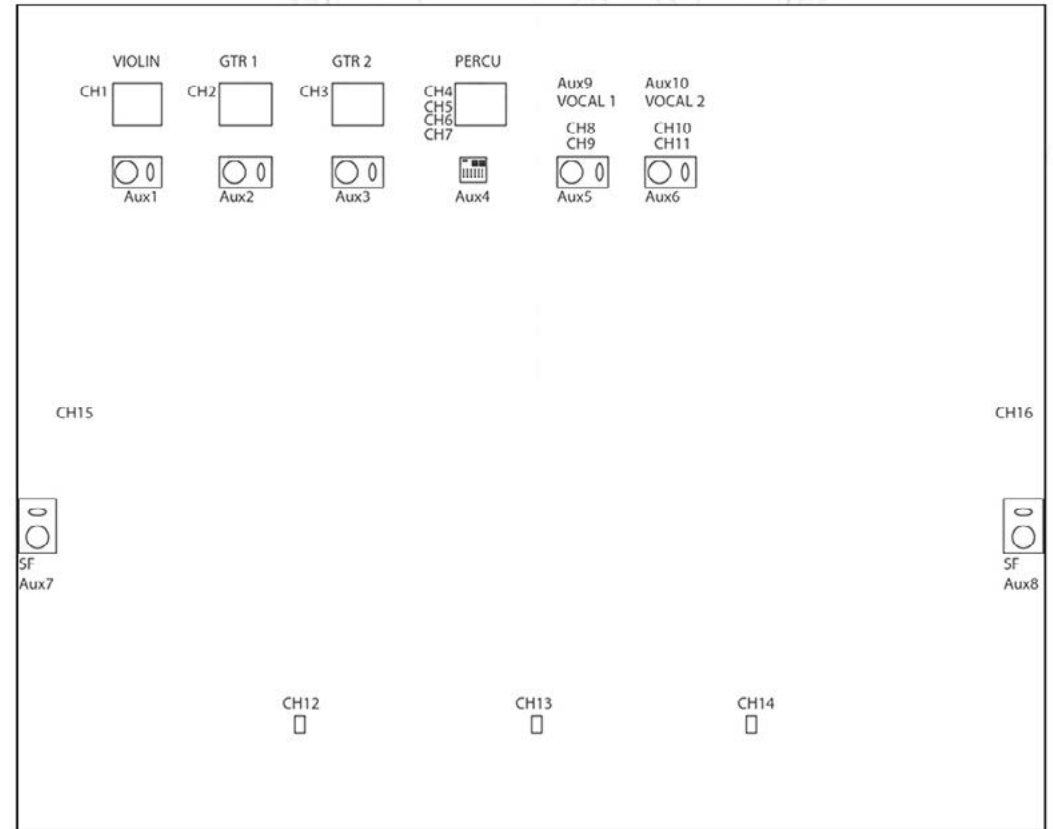 VIOLIN
GTR 1
GTR 2
PERCU
CH1
CH2
CH3
CH4
CH5
CH6
CH7
Aux9
VOCAL 1
CH8
CH9
Aux10
VOCAL 2
CH10
CH11
Aux1
Aux2
Aux3
Aux4
Aux5
Aux6
CH15
CH16
SF
Aux7
SF
Aux8
CH12
CH13
CH14